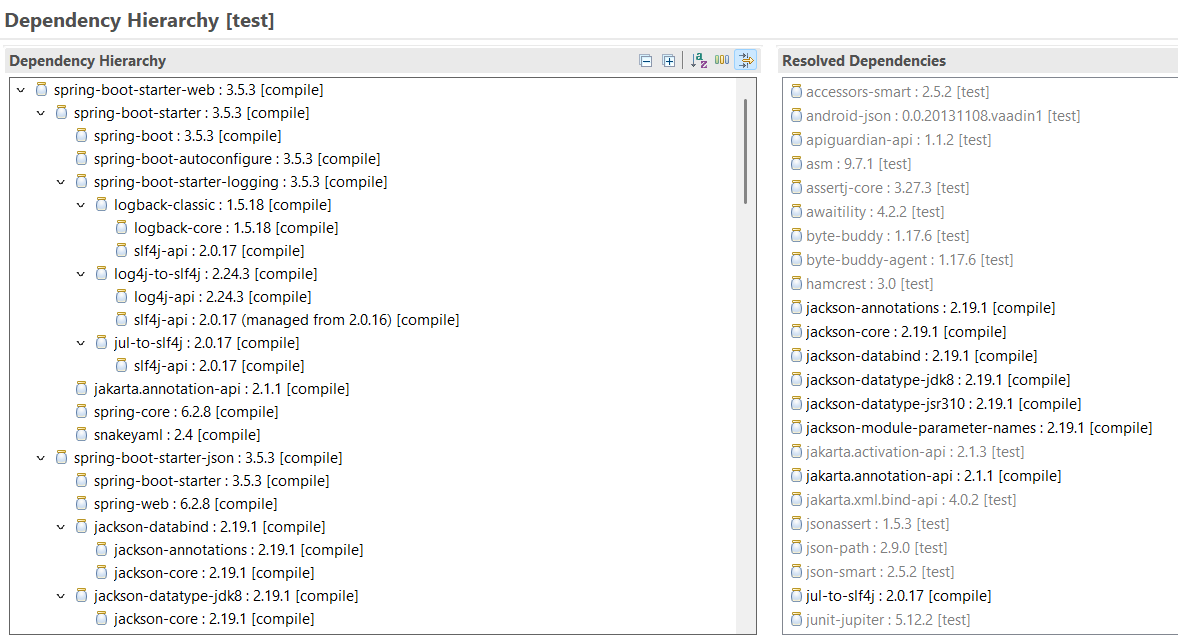 Dependency Hierarchy [test]
Dependency Hierarchy
spring-boot-starter-web : 3.5.3 [compile]
spring-boot-starter : 3.5.3 [compile]
spring-boot : 3.5.3 [compile]
spring-boot-autoconfigure : 3.5.3 [compile]
spring-boot-starter-logging : 3.5.3 [compile]
logback-classic : 1.5.18 [compile]
logback-core : 1.5.18 [compile]
slf4j-api : 2.0.17 [compile]
log4j-to-slf4j : 2.24.3 [compile]
log4j-api : 2.24.3 [compile]
slf4j-api : 2.0.17 (managed from 2.0.16) [compile]
jul-to-slf4j : 2.0.17 [compile]
slf4j-api : 2.0.17 [compile]
jakarta.annotation-api : 2.1.1 [compile]
spring-core : 6.2.8 [compile]
snakeyaml : 2.4 [compile]
spring-boot-starter-json : 3.5.3 [compile]
spring-boot-starter : 3.5.3 [compile]
spring-web : 6.2.8 [compile]
jackson-databind : 2.19.1 [compile]
jackson-annotations : 2.19.1 [compile]
jackson-core : 2.19.1 [compile]
jackson-datatype-jdk8 : 2.19.1 [compile]
jackson-core : 2.19.1 [compile]
Resolved Dependencies
accessors-smart : 2.5.2 [test]
android-json : 0.0.20131108.vaadin1 [test]
apiguardian-api : 1.1.2 [test]
asm : 9.7.1 [test]
assertj-core : 3.27.3 [test]
awaitility : 4.2.2 [test]
byte-buddy : 1.17.6 [test]
byte-buddy-agent : 1.17.6 [test]
hamcrest : 3.0 [test]
jackson-annotations : 2.19.1 [compile]
jackson-core : 2.19.1 [compile]
jackson-databind : 2.19.1 [compile]
jackson-datatype-jdk8 : 2.19.1 [compile]
jackson-datatype-jsr310 : 2.19.1 [compile]
jackson-module-parameter-names : 2.19.1 [compile]
jakarta.activation-api : 2.1.3 [test]
jakarta.annotation-api : 2.1.1 [compile]
jakarta.xml.bind-api : 4.0.2 [test]
jsonassert : 1.5.3 [test]
json-path : 2.9.0 [test]
json-smart : 2.5.2 [test]
jul-to-slf4j : 2.0.17 [compile]
junit-jupiter : 5.12.2 [test]